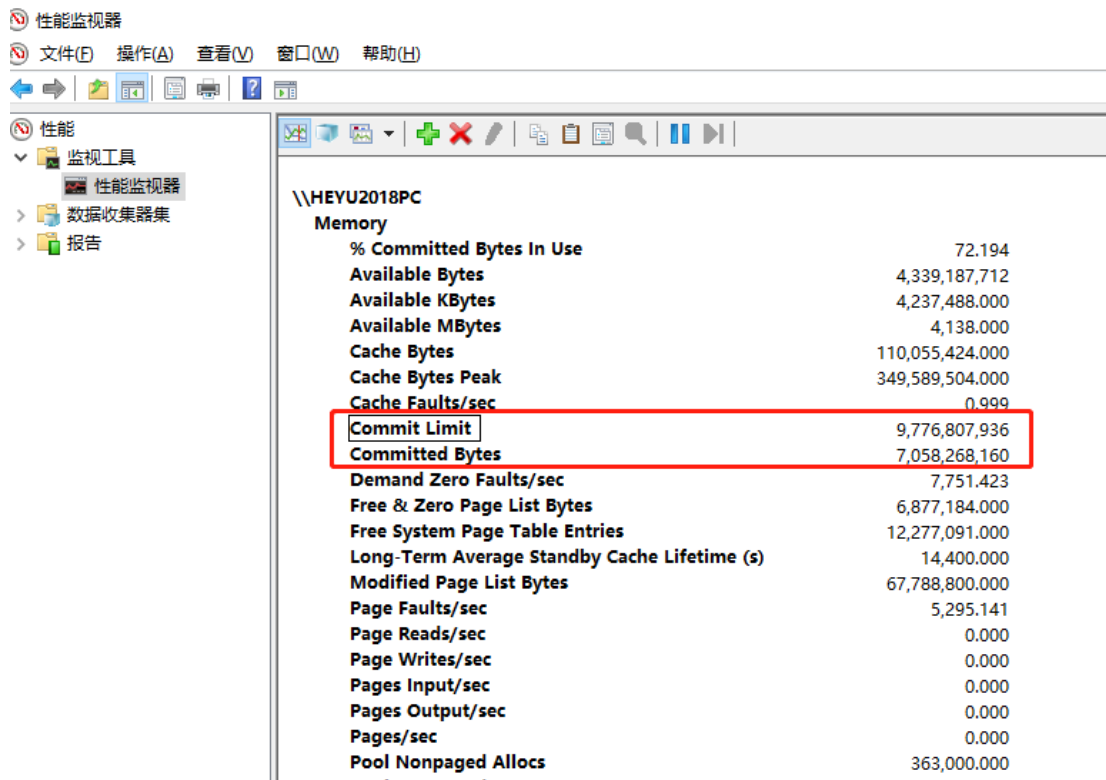 性能监视器
文件(F) 操作(A) 查看(V) 窗口(W) 帮助(H)
性能
监视工具
性能监视器
数据收集器集
报告
\\HEYU2018PC
Memory
% Committed Bytes In Use 72.194
Available Bytes 4,339,187,712
Available KBytes 4,237,488.000
Available MBytes 4,138.000
Cache Bytes 110,055,424.000
Cache Bytes Peak 349,589,504.000
Cache Faults/sec 0.999
Commit Limit 9,776,807,936
Committed Bytes 7,058,268,160
Demand Zero Faults/sec 7,751.423
Free & Zero Page List Bytes 6,877,184.000
Free System Page Table Entries 12,277,091.000
Long-Term Average Standby Cache Lifetime (s) 14,400.000
Modified Page List Bytes 67,788,800.000
Page Faults/sec 5,295.141
Page Reads/sec 0.000
Page Writes/sec 0.000
Pages Input/sec 0.000
Pages Output/sec 0.000
Pages/sec 0.000
Pool Nonpaged Allocs 363,000.000